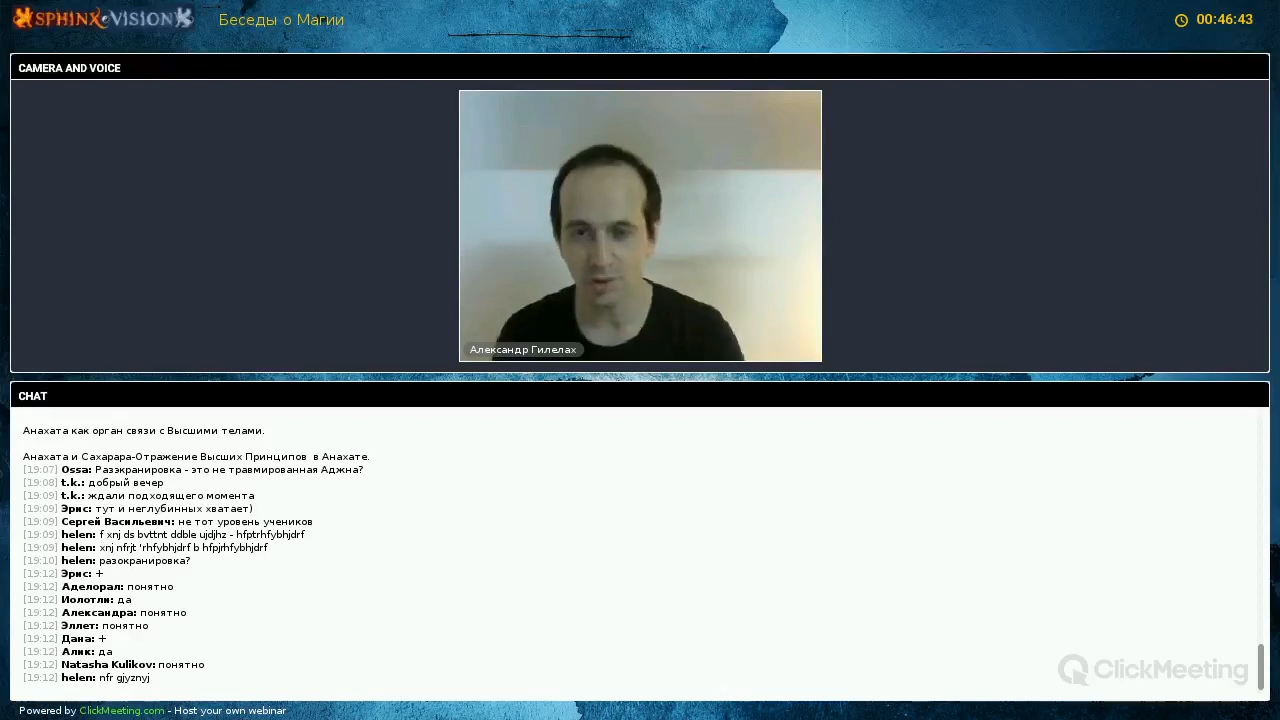 SPHINX VISION
Беседы о Магии
00:46:43
CAMERA AND VOICE
Александр Гилелах
CHAT
Анахата как орган связи с Высшими телами.
Анахата и Сахарара-Отражение Высших Принципов в Анахате.
[19:07] Ossa: Разэкранировка - это не травмированная Аджна?
[19:08] t.k.: добрый вечер
[19:09] t.k.: ждали подходящего момента
[19:09] Эрис: тут и неглубинных хватает)
[19:09] Сергей Васильевич: не тот уровень учеников
[19:09] helen: f xnj ds bvttnt ddble ujdjhz - hfptrhfybhjdrf
[19:09] helen: xnj nfrjt 'rhfybhjdrf b hfpjrhfybhjdrf
[19:10] helen: разокранировка?
[19:12] Эрис: +
[19:12] Аделорал: понятно
[19:12] Иолотли: да
[19:12] Александра: понятно
[19:12] Эллет: понятно
[19:12] Дана: +
[19:12] Алик: да
[19:12] Natasha Kulikov: понятно
[19:12] helen: nfr gjyznyj
ClickMeeting
Powered by ClickMeeting.com - Host your own webinar